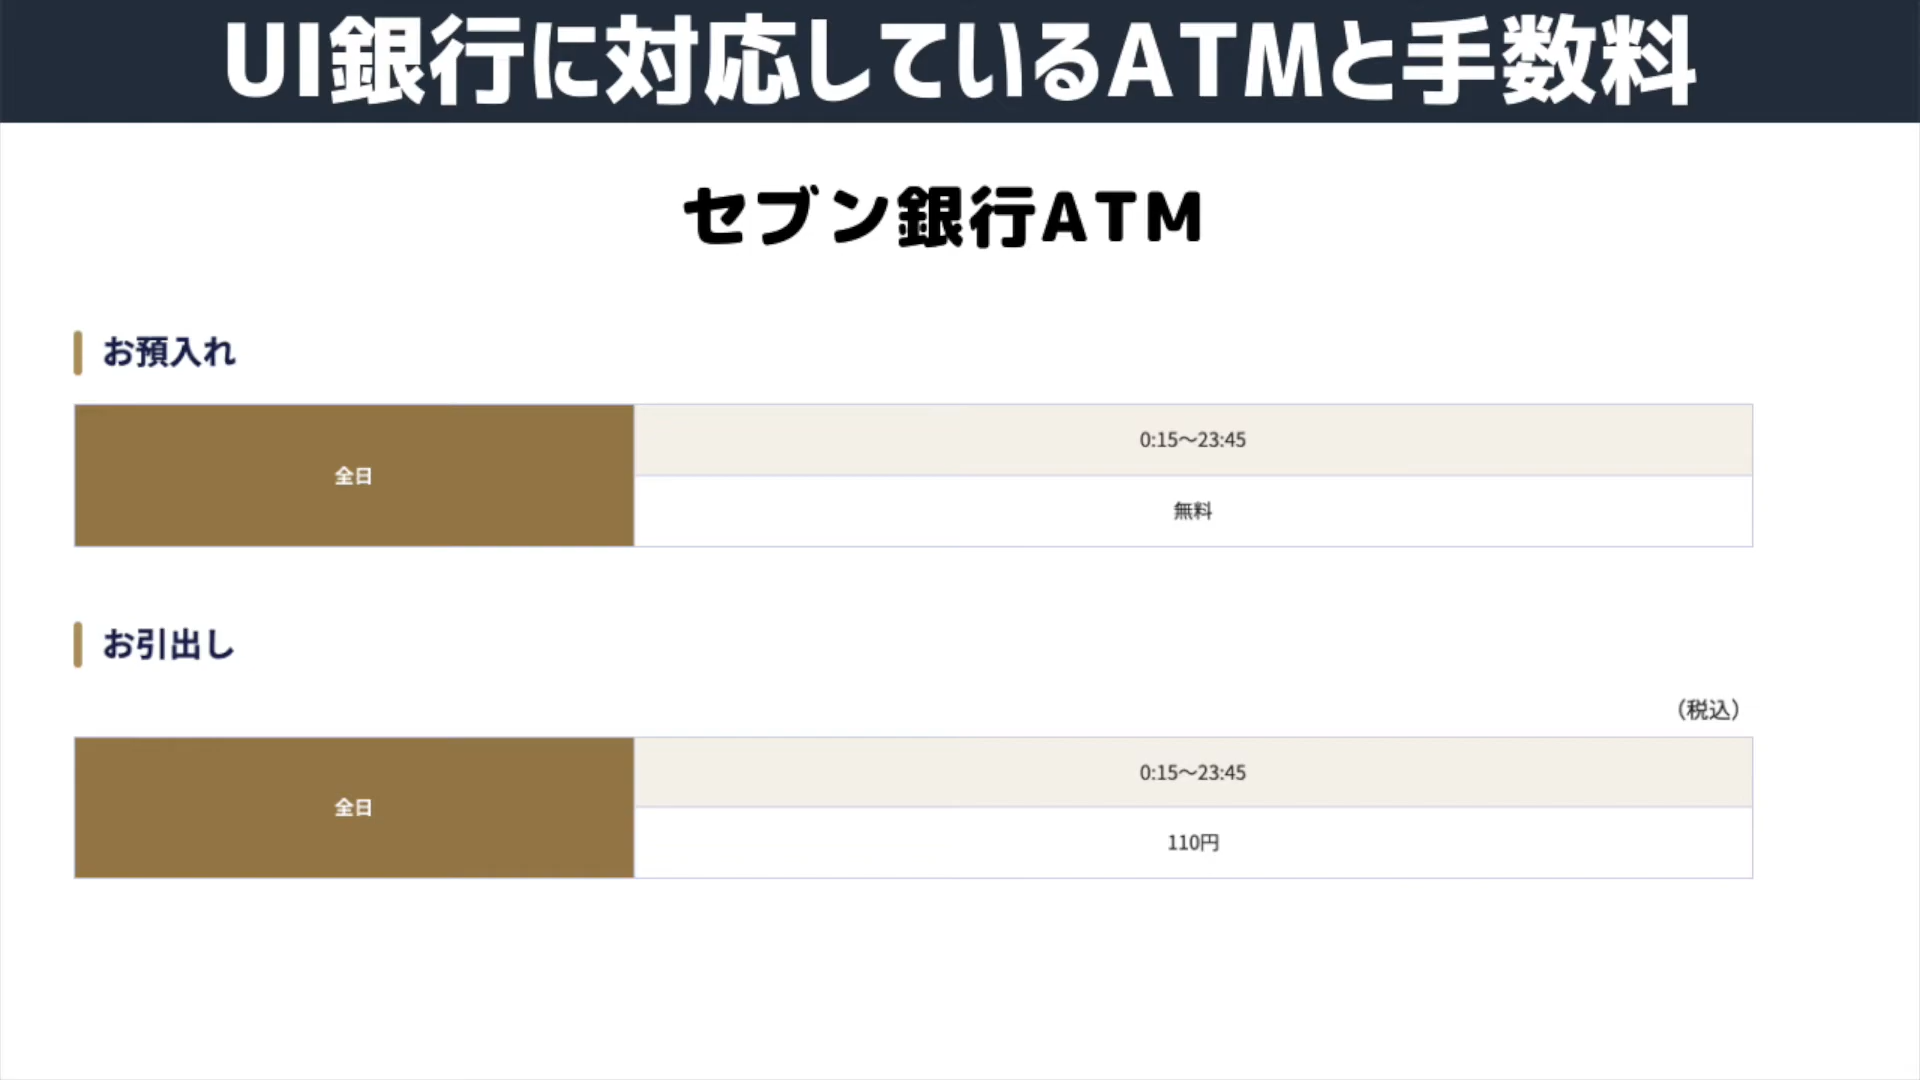 UI銀行に対応しているATMと手数料
セブン銀行ATM
お預入れ
全日
0:15〜23:45
無料
お引出し
（税込）
全日
0:15〜23:45
110円